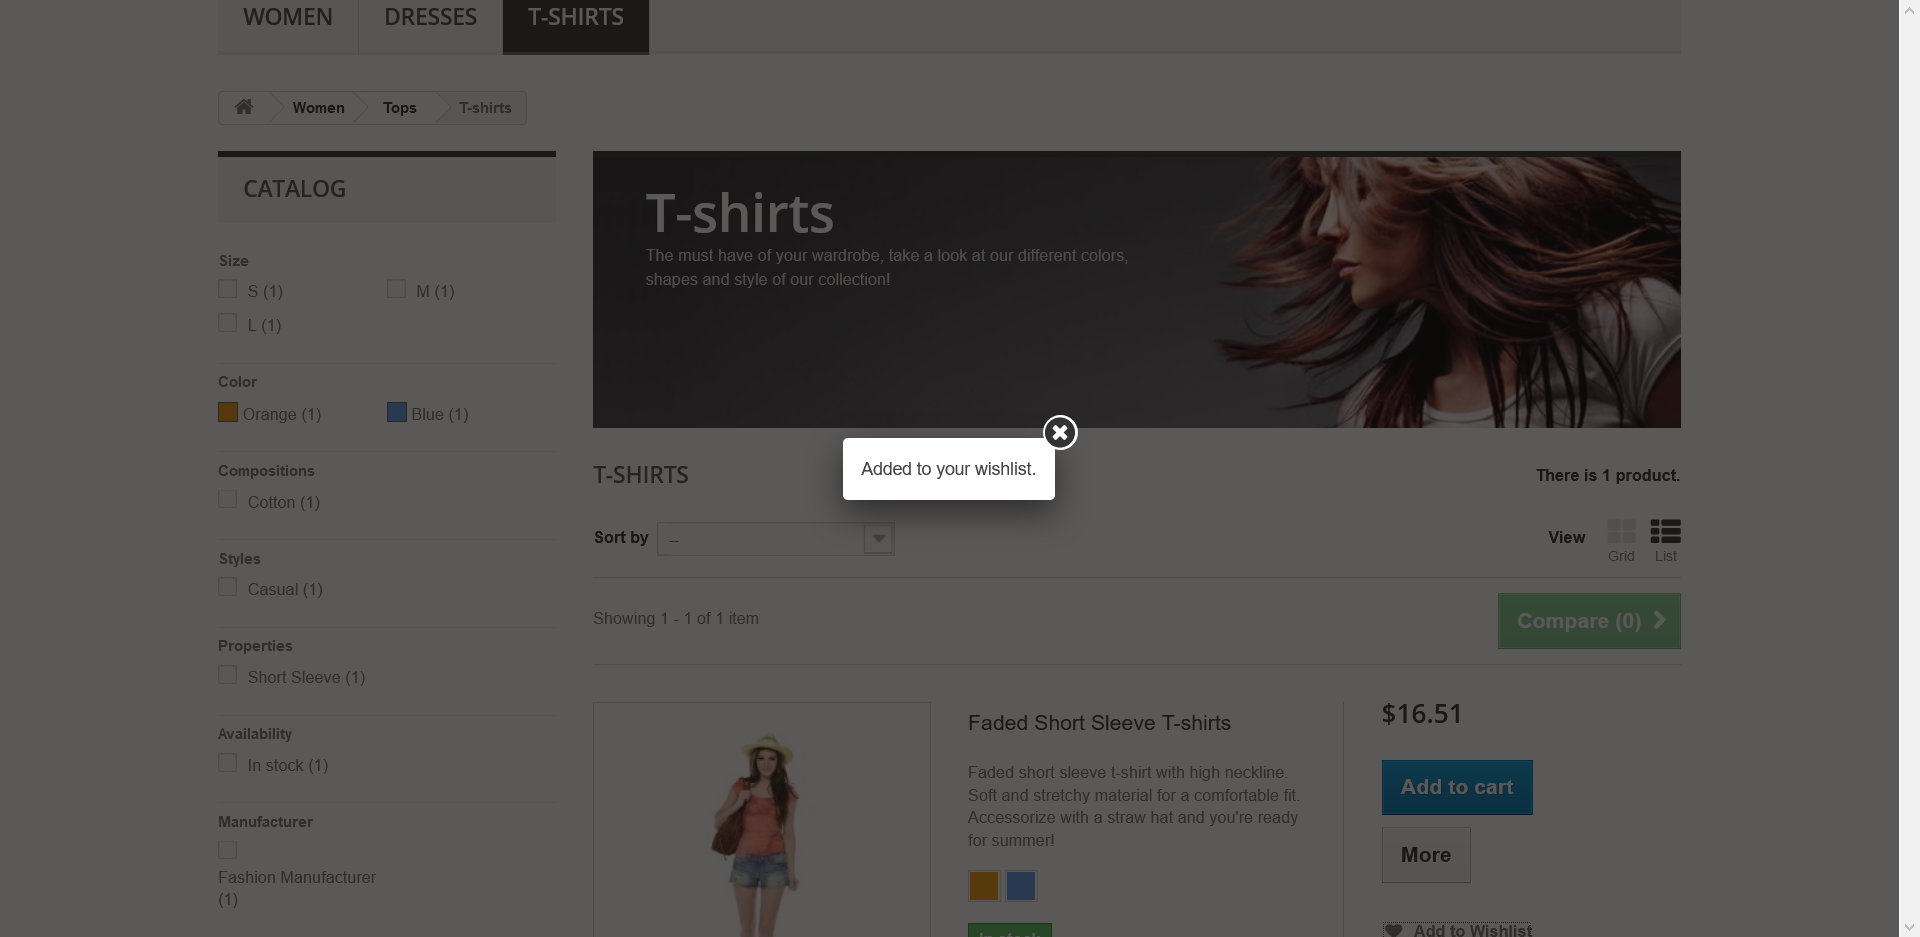 WOMEN
DRESSES
T-SHIRTS
Women
Tops
T-shirts
CATALOG
Size
S (1)
M (1)
L (1)
Color
Orange (1)
Blue (1)
Compositions
Cotton (1)
Styles
Casual (1)
Properties
Short Sleeve (1)
Availability
In stock (1)
Manufacturer
Fashion Manufacturer
(1)
T-shirts
The must have of your wardrobe, take a look at our different colors,
shapes and style of our collection!
Added to your wishlist.
T-SHIRTS
There is 1 product.
Sort by
--
View
Grid
List
Showing 1 - 1 of 1 item
Compare (0)
Faded Short Sleeve T-shirts
Faded short sleeve t-shirt with high neckline.
Soft and stretchy material for a comfortable fit.
Accessorize with a straw hat and you're ready
for summer!
In stock
$16.51
Add to cart
More
Add to Wishlist